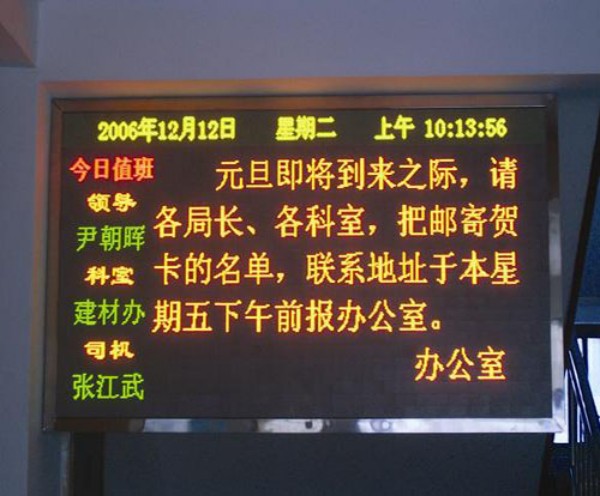 2006年12月12日 星期二 上午 10:13:56
今日值班
领导
尹朝晖
科室
建材办
司机
张江武
元旦即将到来之际，请
各局长、各科室，把邮寄贺
卡的名单，联系地址于本星
期五下午前报办公室。
办公室